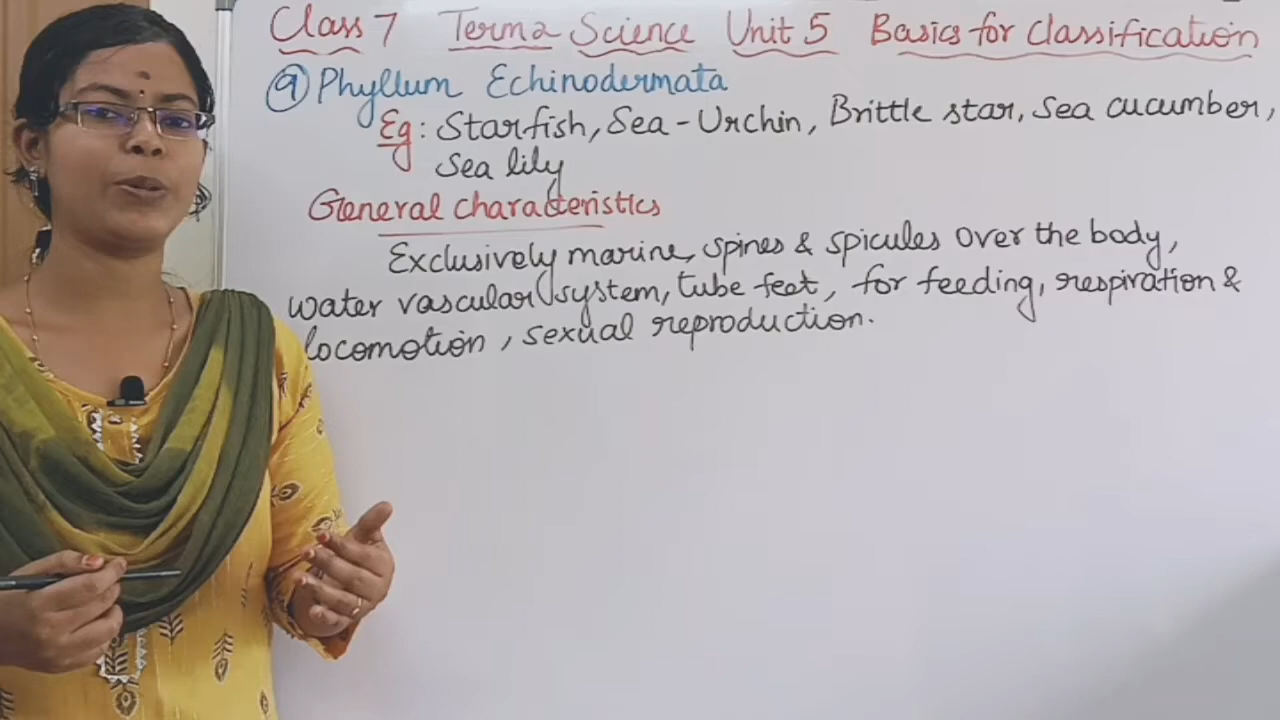 Class 7 Term 2 Science Unit 5 Basics for Classification
9 Phyllum Echinodermata
Eg: Starfish, Sea-Urchin, Brittle star, Sea cucumber,
Sea lily
General characteristics
Exclusively marine, spines & spicules over the body,
water vascular system, tube feet, for feeding, respiration &
locomotion, sexual reproduction.